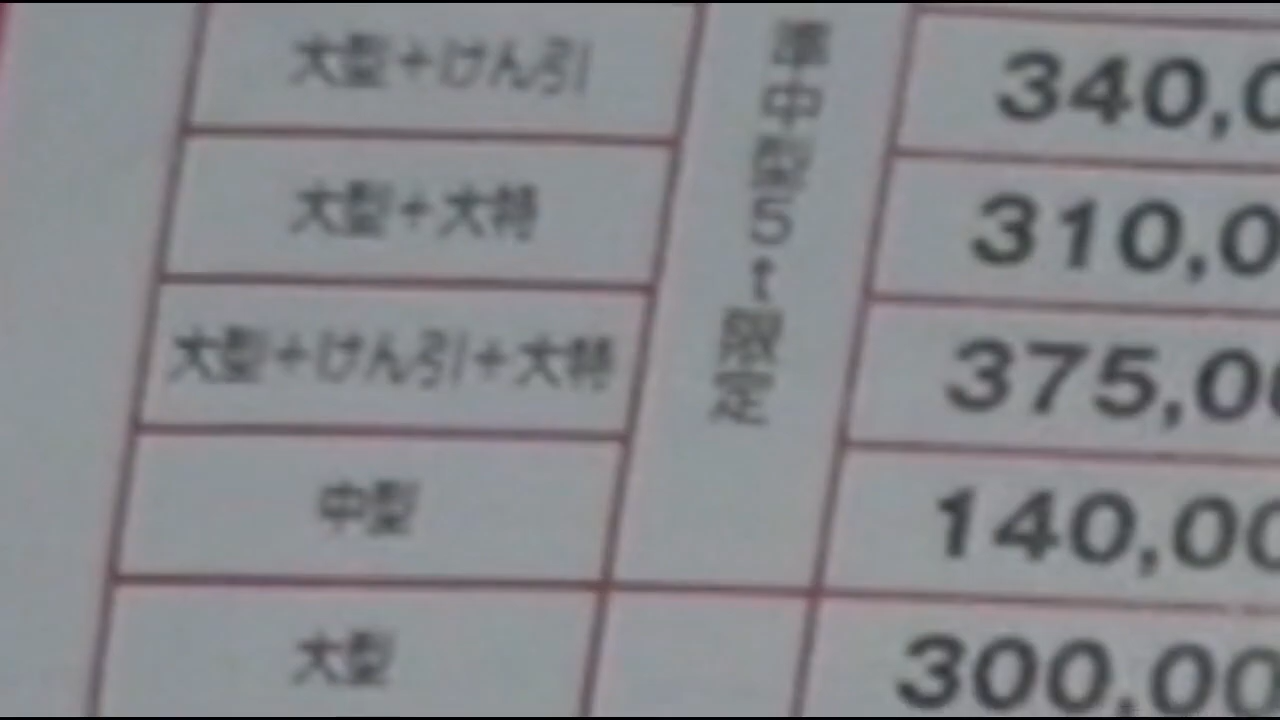 大型+けん引
340,0
大型+大特
310,0
大型+けん引+大特
375,00
中型
140,00
準中型5t限定
大型
300,00